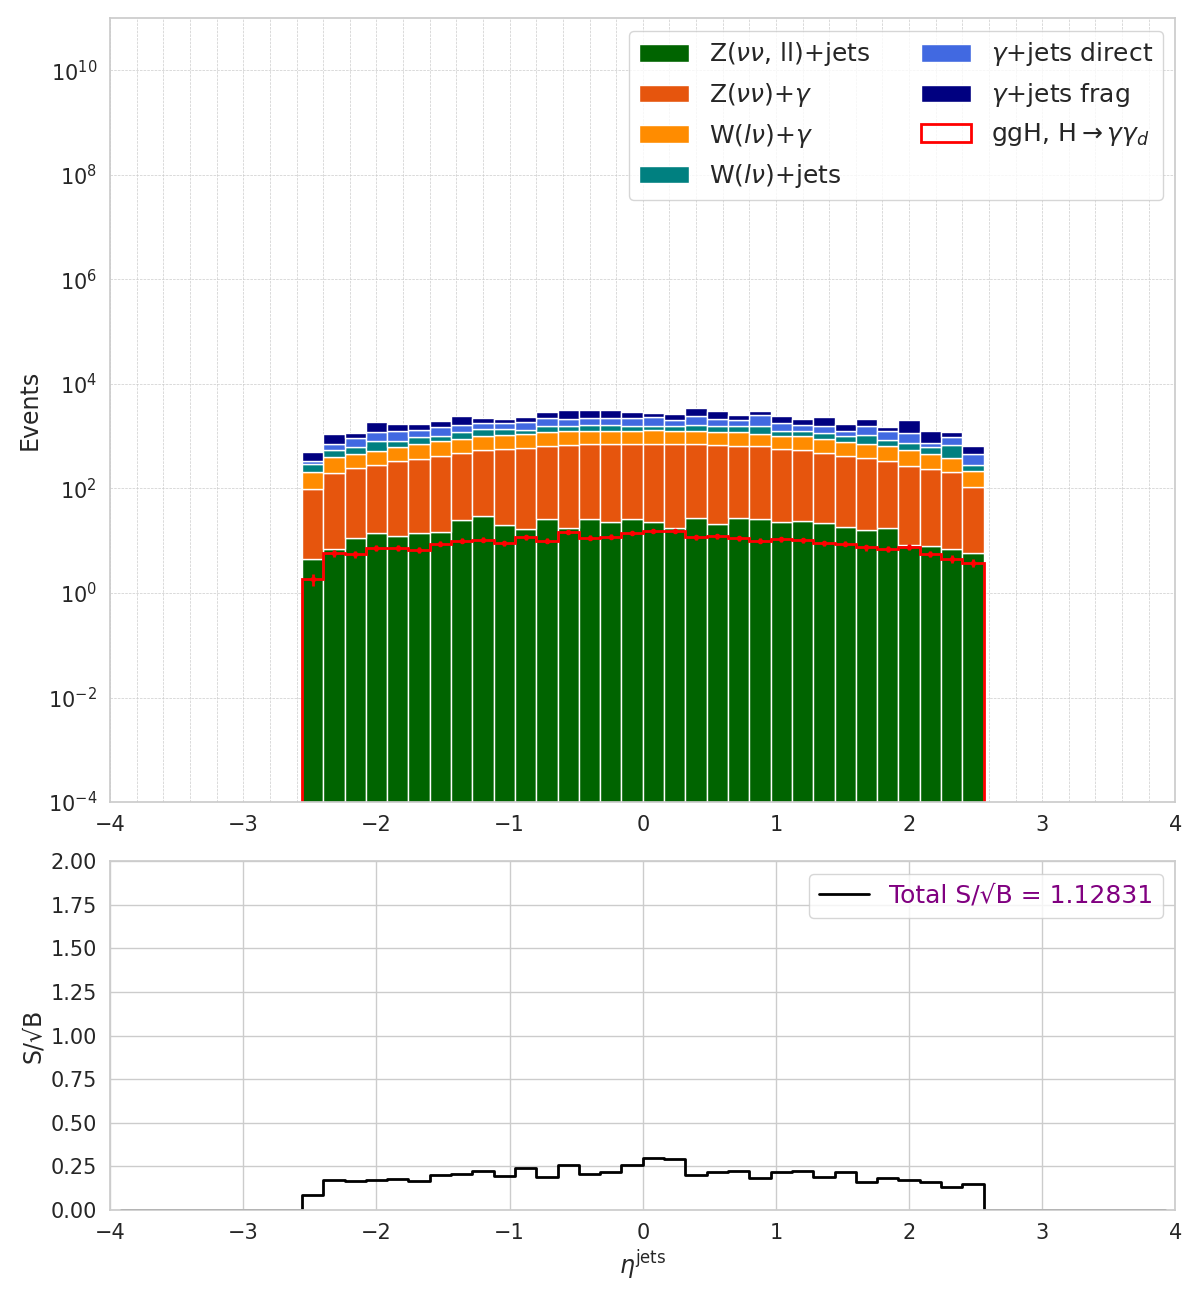 Z(νν, ll)+jets
Z(νν)+γ
W(lν)+γ
W(lν)+jets
γ+jets direct
γ+jets frag
ggH, H→γγ_d
Events
10^10
10^8
10^6
10^4
10^2
10^0
10^−2
10^−4
−4 −3 −2 −1 0 1 2 3 4
Total S/√B = 1.12831
S/√B
2.00
1.75
1.50
1.25
1.00
0.75
0.50
0.25
0.00
−4 −3 −2 −1 0 1 2 3 4
η^jets